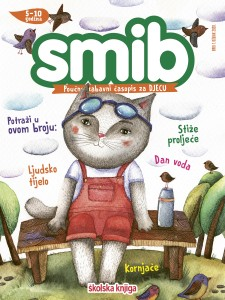 5-10
godina
smib
Poučno-zabavni časopis za DJECU
Potraži u
ovom broju:
Ljudsko
tijelo
Stiže
proljeće
Dan voda
Kornjače
školska knjiga